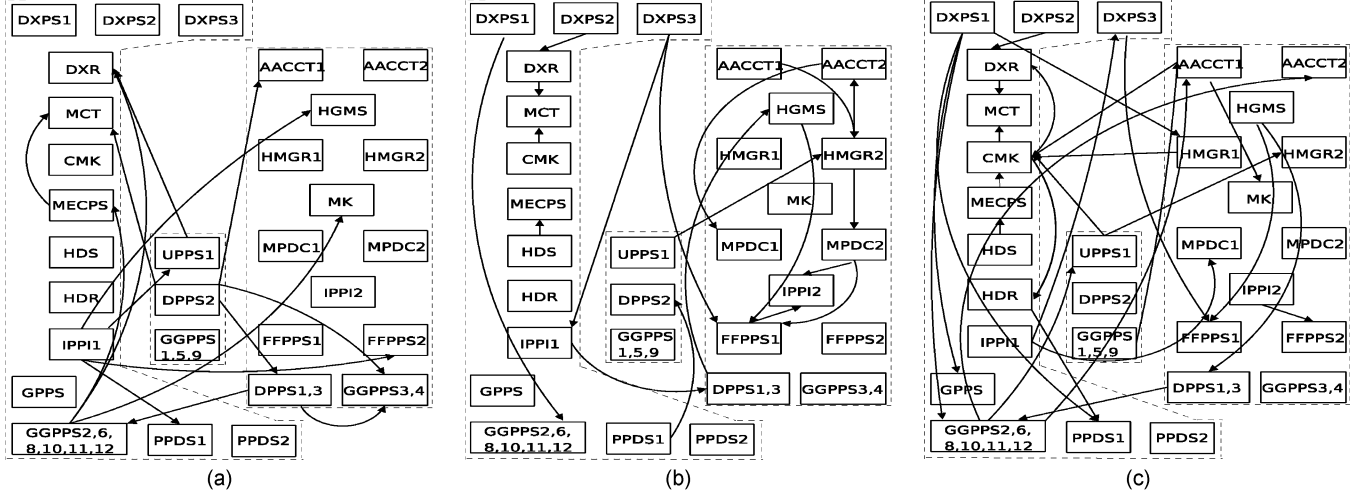 DXPS1 DXPS2 DXPS3
DXR
AACCT1 AACCT2
MCT
HGMS
CMK
HMGR1 HMGR2
MECPS
MK
HDS
UPPS1
MPDC1 MPDC2
HDR
DPPS2
IPPI2
IPPI1
GGPPS
1,5,9
FFPPS1 FFPPS2
GPPS
DPPS1,3 GGPPS3,4
GGPPS2,6,
8,10,11,12
PPDS1 PPDS2
(a)
DXPS1 DXPS2 DXPS3
DXR
AACCT1 AACCT2
MCT
HGMS
CMK
HMGR1 HMGR2
MECPS
MK
HDS
UPPS1
MPDC1 MPDC2
HDR
DPPS2
IPPI2
IPPI1
GGPPS
1,5,9
FFPPS1 FFPPS2
GPPS
DPPS1,3 GGPPS3,4
GGPPS2,6,
8,10,11,12
PPDS1 PPDS2
(b)
DXPS1 DXPS2 DXPS3
DXR
AACCT1 AACCT2
MCT
HGMS
CMK
HMGR1 HMGR2
MECPS
MK
HDS
UPPS1
MPDC1 MPDC2
HDR
DPPS2
IPPI2
IPPI1
GGPPS
1,5,9
FFPPS1 FFPPS2
GPPS
DPPS1,3 GGPPS3,4
GGPPS2,6,
8,10,11,12
PPDS1 PPDS2
(c)